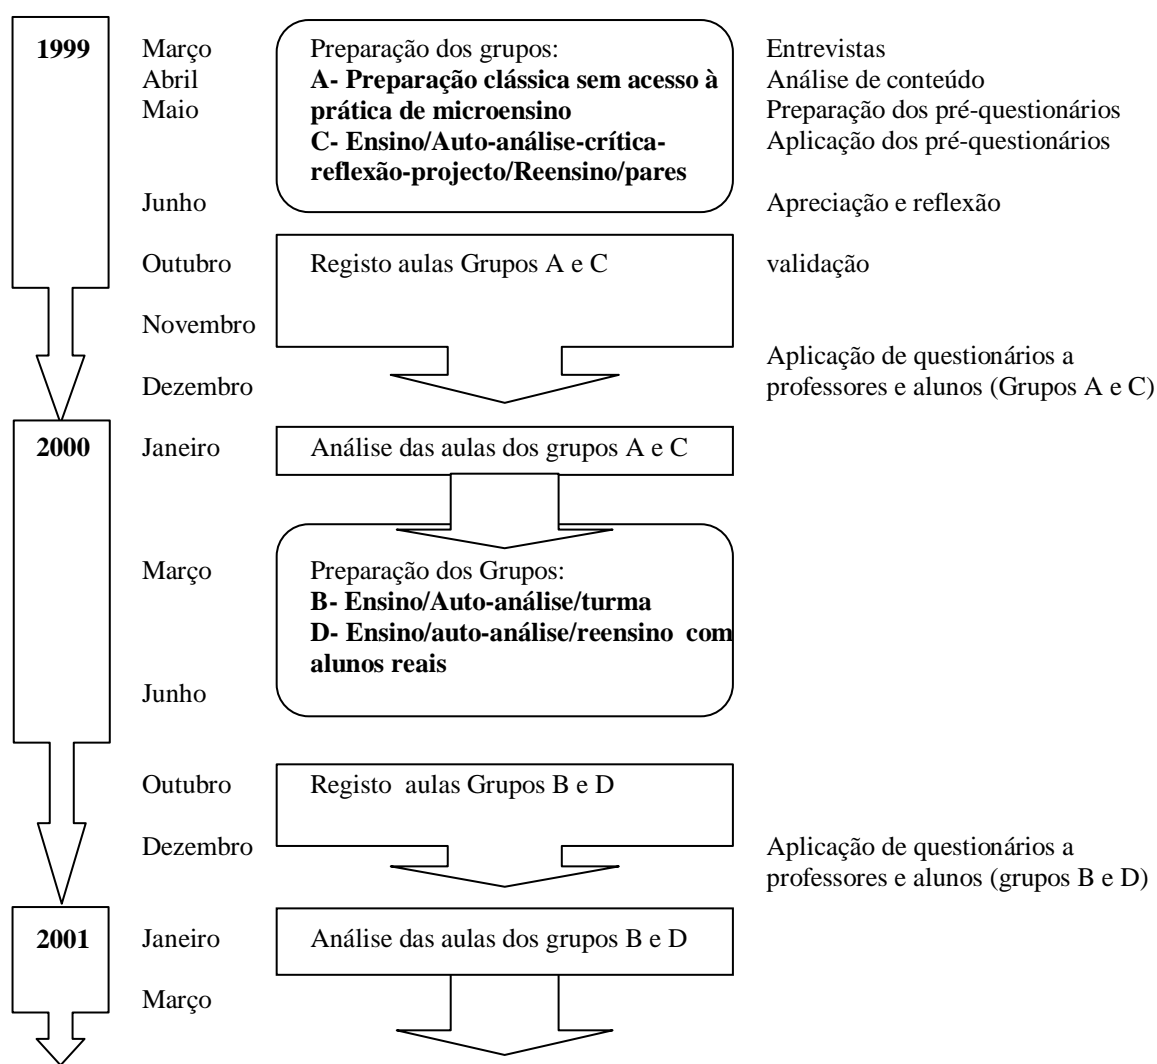 1999 Março Preparação dos grupos: Entrevistas
Abril A- Preparação clássica sem acesso à Análise de conteúdo
Maio prática de microensino Preparação dos pré-questionários
C- Ensino/Auto-análise-crítica- Aplicação dos pré-questionários
reflexão-projecto/Reensino/pares
Junho Apreciação e reflexão
Outubro Registo aulas Grupos A e C validação
Novembro
Aplicação de questionários a
Dezembro professores e alunos (Grupos A e C)
2000 Janeiro Análise das aulas dos grupos A e C
Março Preparação dos Grupos:
B- Ensino/Auto-análise/turma
D- Ensino/auto-análise/reensino com
alunos reais
Junho
Outubro Registo aulas Grupos B e D
Dezembro Aplicação de questionários a
professores e alunos (grupos B e D)
2001 Janeiro Análise das aulas dos grupos B e D
Março